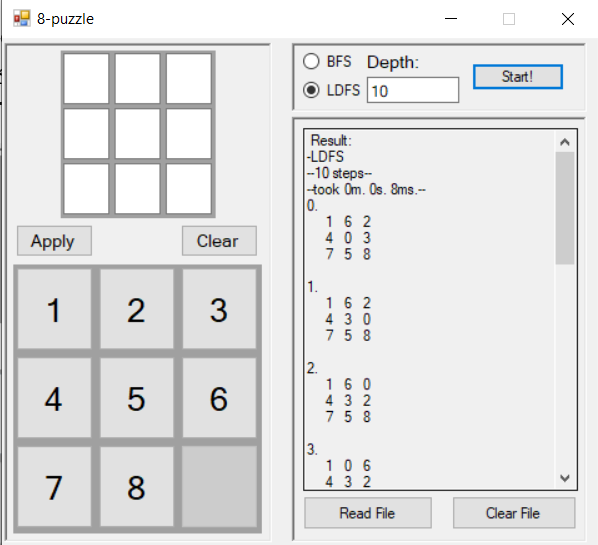 8-puzzle
BFS Depth:
LDFS 10
Start!
Apply Clear
1 2 3
4 5 6
7 8
Result:
-LDFS
--10 steps--
--took 0m. 0s. 8ms.--
0.
1 6 2
4 0 3
7 5 8
1.
1 6 2
4 3 0
7 5 8
2.
1 6 0
4 3 2
7 5 8
3.
1 0 6
4 3 2
Read File Clear File